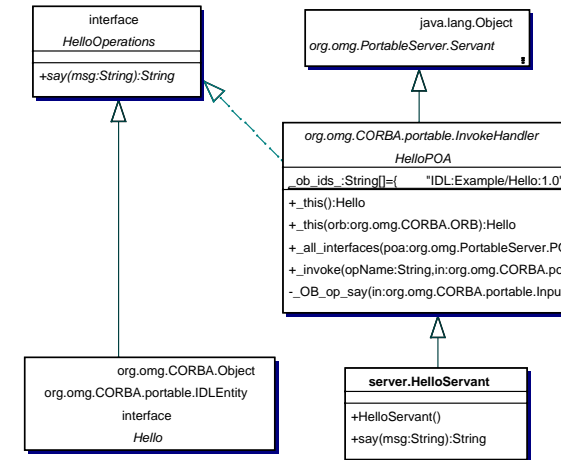 interface
HelloOperations
+say(msg:String):String
java.lang.Object
org.omg.PortableServer.Servant
org.omg.CORBA.portable.InvokeHandler
HelloPOA
_ob_ids_:String[]={ "IDL:Example/Hello:1.0"
+_this():Hello
+_this(orb:org.omg.CORBA.ORB):Hello
+_all_interfaces(poa:org.omg.PortableServer.PO
+_invoke(opName:String,in:org.omg.CORBA.po
-_OB_op_say(in:org.omg.CORBA.portable.Inpu
org.omg.CORBA.Object
org.omg.CORBA.portable.IDLEntity
interface
Hello
server.HelloServant
+HelloServant()
+say(msg:String):String